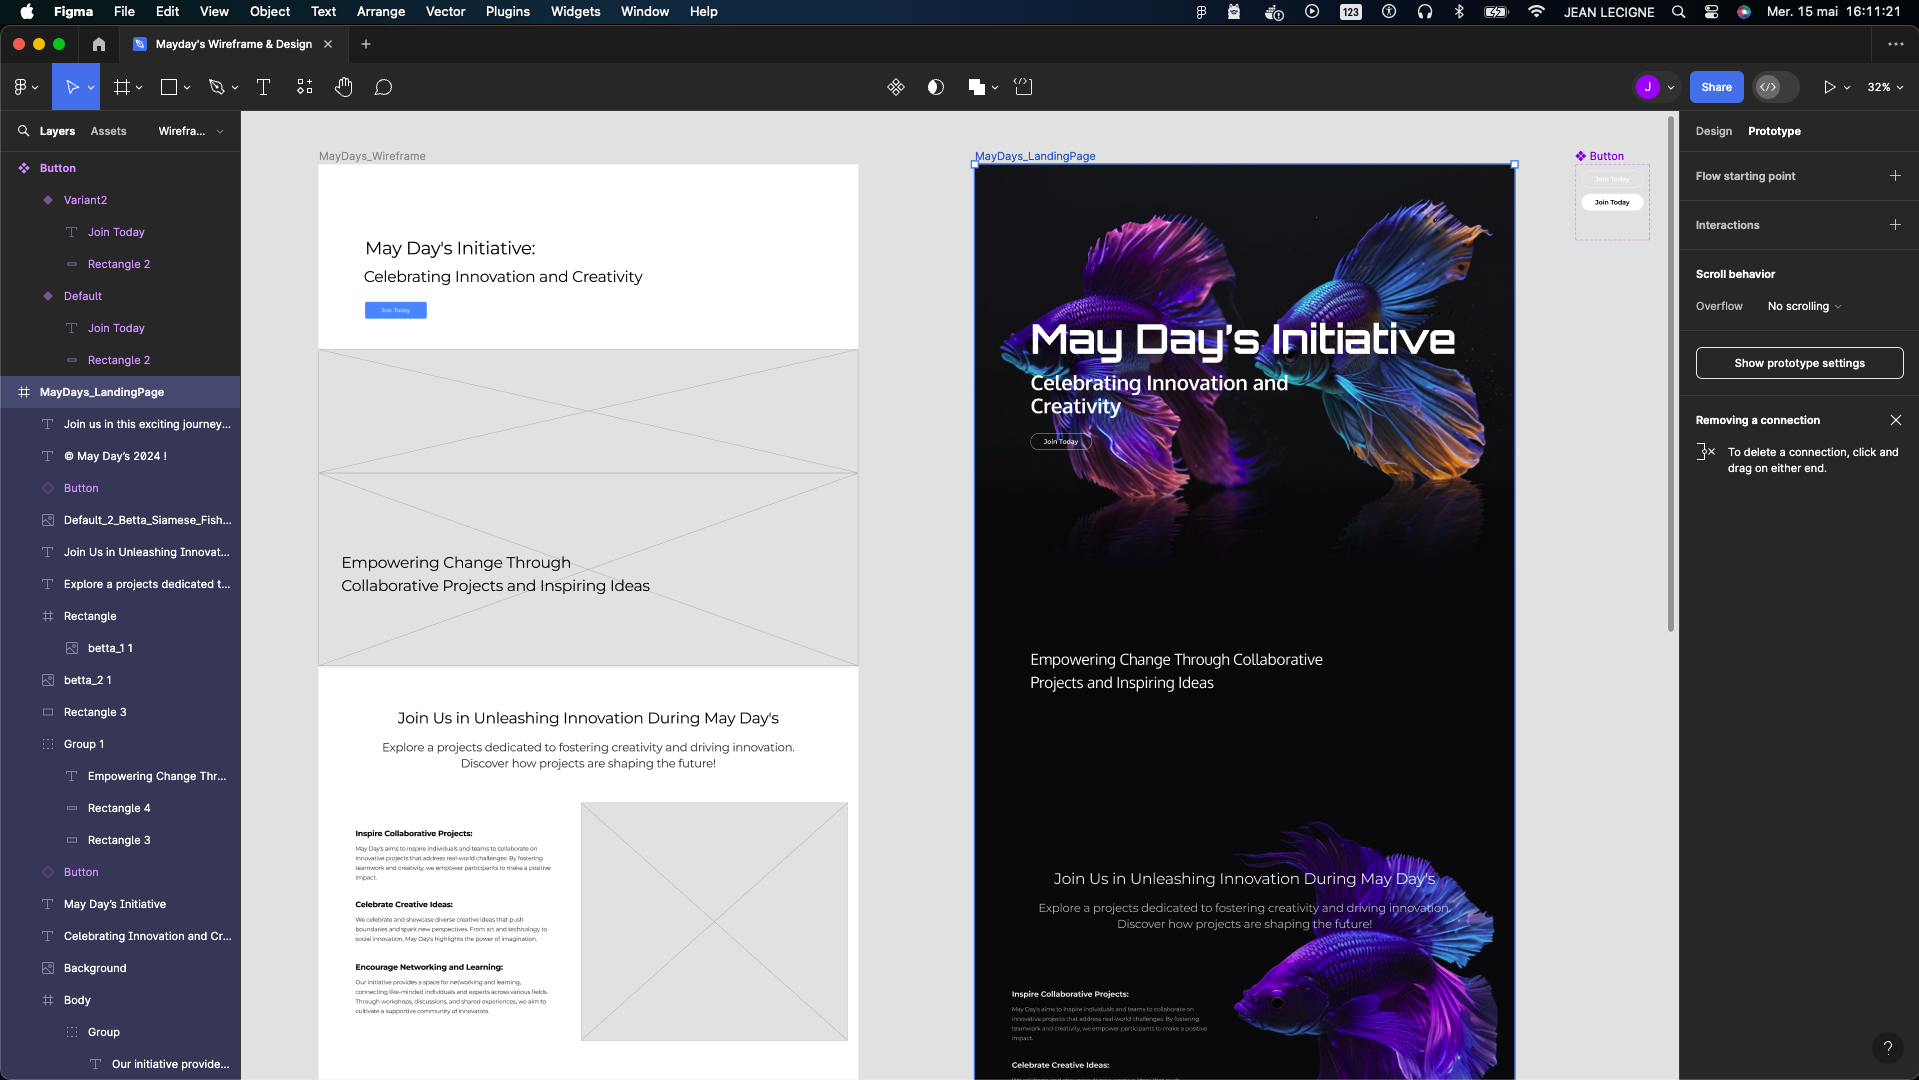 Figma File Edit View Object Text Arrange Vector Plugins Widgets Window Help 123 JEAN LECIGNE Mer. 15 mai 16:11:21
Mayday's Wireframe & Design
J Share 32%
Layers Assets Wirefra...
Button
Variant2
Join Today
Rectangle 2
Default
Join Today
Rectangle 2
MayDays_LandingPage
Join us in this exciting journey...
© May Day's 2024 !
Button
Default_2_Betta_Siamese_Fish...
Join Us in Unleashing Innovat...
Explore a projects dedicated t...
Rectangle
betta_1 1
betta_2 1
Rectangle 3
Group 1
Empowering Change Thr...
Rectangle 4
Rectangle 3
Button
May Day's Initiative
Celebrating Innovation and Cr...
Background
Body
Group
Our initiative provide...
MayDays_Wireframe
May Day's Initiative:
Celebrating Innovation and Creativity
Join Today
Empowering Change Through
Collaborative Projects and Inspiring Ideas
Join Us in Unleashing Innovation During May Day's
Explore a projects dedicated to fostering creativity and driving innovation.
Discover how projects are shaping the future!
Inspire Collaborative Projects:
May Day's aims to inspire individuals and teams to collaborate on
innovative projects that address real-world challenges. By fostering
teamwork and creativity, we empower participants to make a positive
impact.
Celebrate Creative Ideas:
We celebrate and showcase diverse creative ideas that push
boundaries and spark new perspectives. From art and technology to
social innovation, May Day's highlights the power of imagination.
Encourage Networking and Learning:
Our initiative provides a space for networking and learning,
connecting like-minded individuals and experts across various fields.
Through workshops, discussions, and shared experiences, we aim to
cultivate a supportive community of innovators.
MayDays_LandingPage
May Day's Initiative
Celebrating Innovation and
Creativity
Join Today
Empowering Change Through Collaborative
Projects and Inspiring Ideas
Join Us in Unleashing Innovation During May Day's
Explore a projects dedicated to fostering creativity and driving innovation.
Discover how projects are shaping the future!
Inspire Collaborative Projects:
May Day's aims to inspire individuals and teams to collaborate on
innovative projects that address real-world challenges. By fostering
teamwork and creativity, we empower participants to make a positive
impact.
Celebrate Creative Ideas:
Button
Join Today
Join Today
Design Prototype
Flow starting point
Interactions
Scroll behavior
Overflow No scrolling
Show prototype settings
Removing a connection
To delete a connection, click and
drag on either end.
?